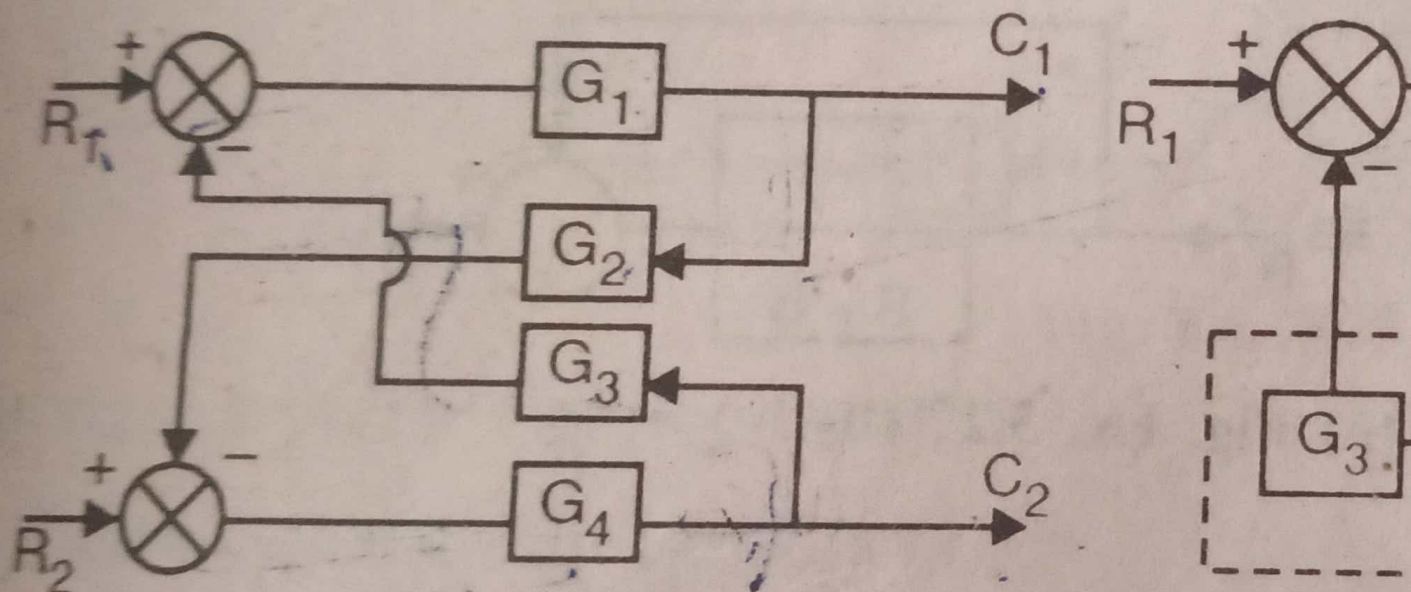 + G₁ C₁
R₁ −
G₂
G₃
+ −
R₂ G₄ C₂
+
R₁ −
G₃